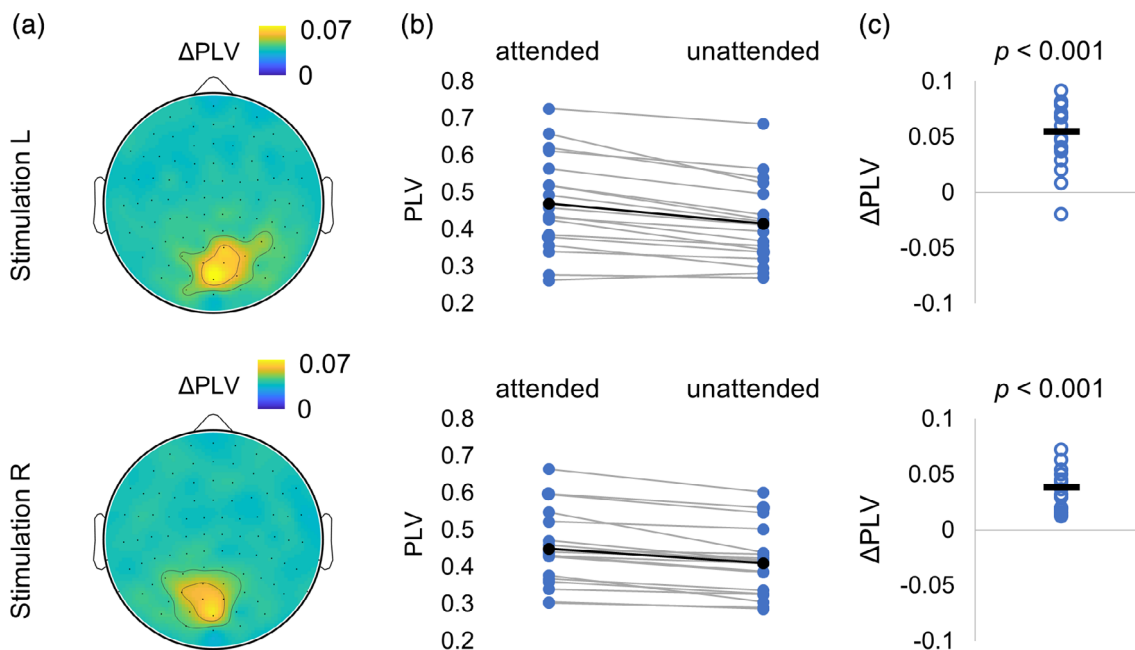 (a)
ΔPLV
0.07
0
Stimulation L
(b)
attended
unattended
PLV
0.8
0.7
0.6
0.5
0.4
0.3
0.2
(c)
p < 0.001
ΔPLV
0.1
0.05
0
-0.05
-0.1
ΔPLV
0.07
0
Stimulation R
attended
unattended
PLV
0.8
0.7
0.6
0.5
0.4
0.3
0.2
p < 0.001
ΔPLV
0.1
0.05
0
-0.05
-0.1